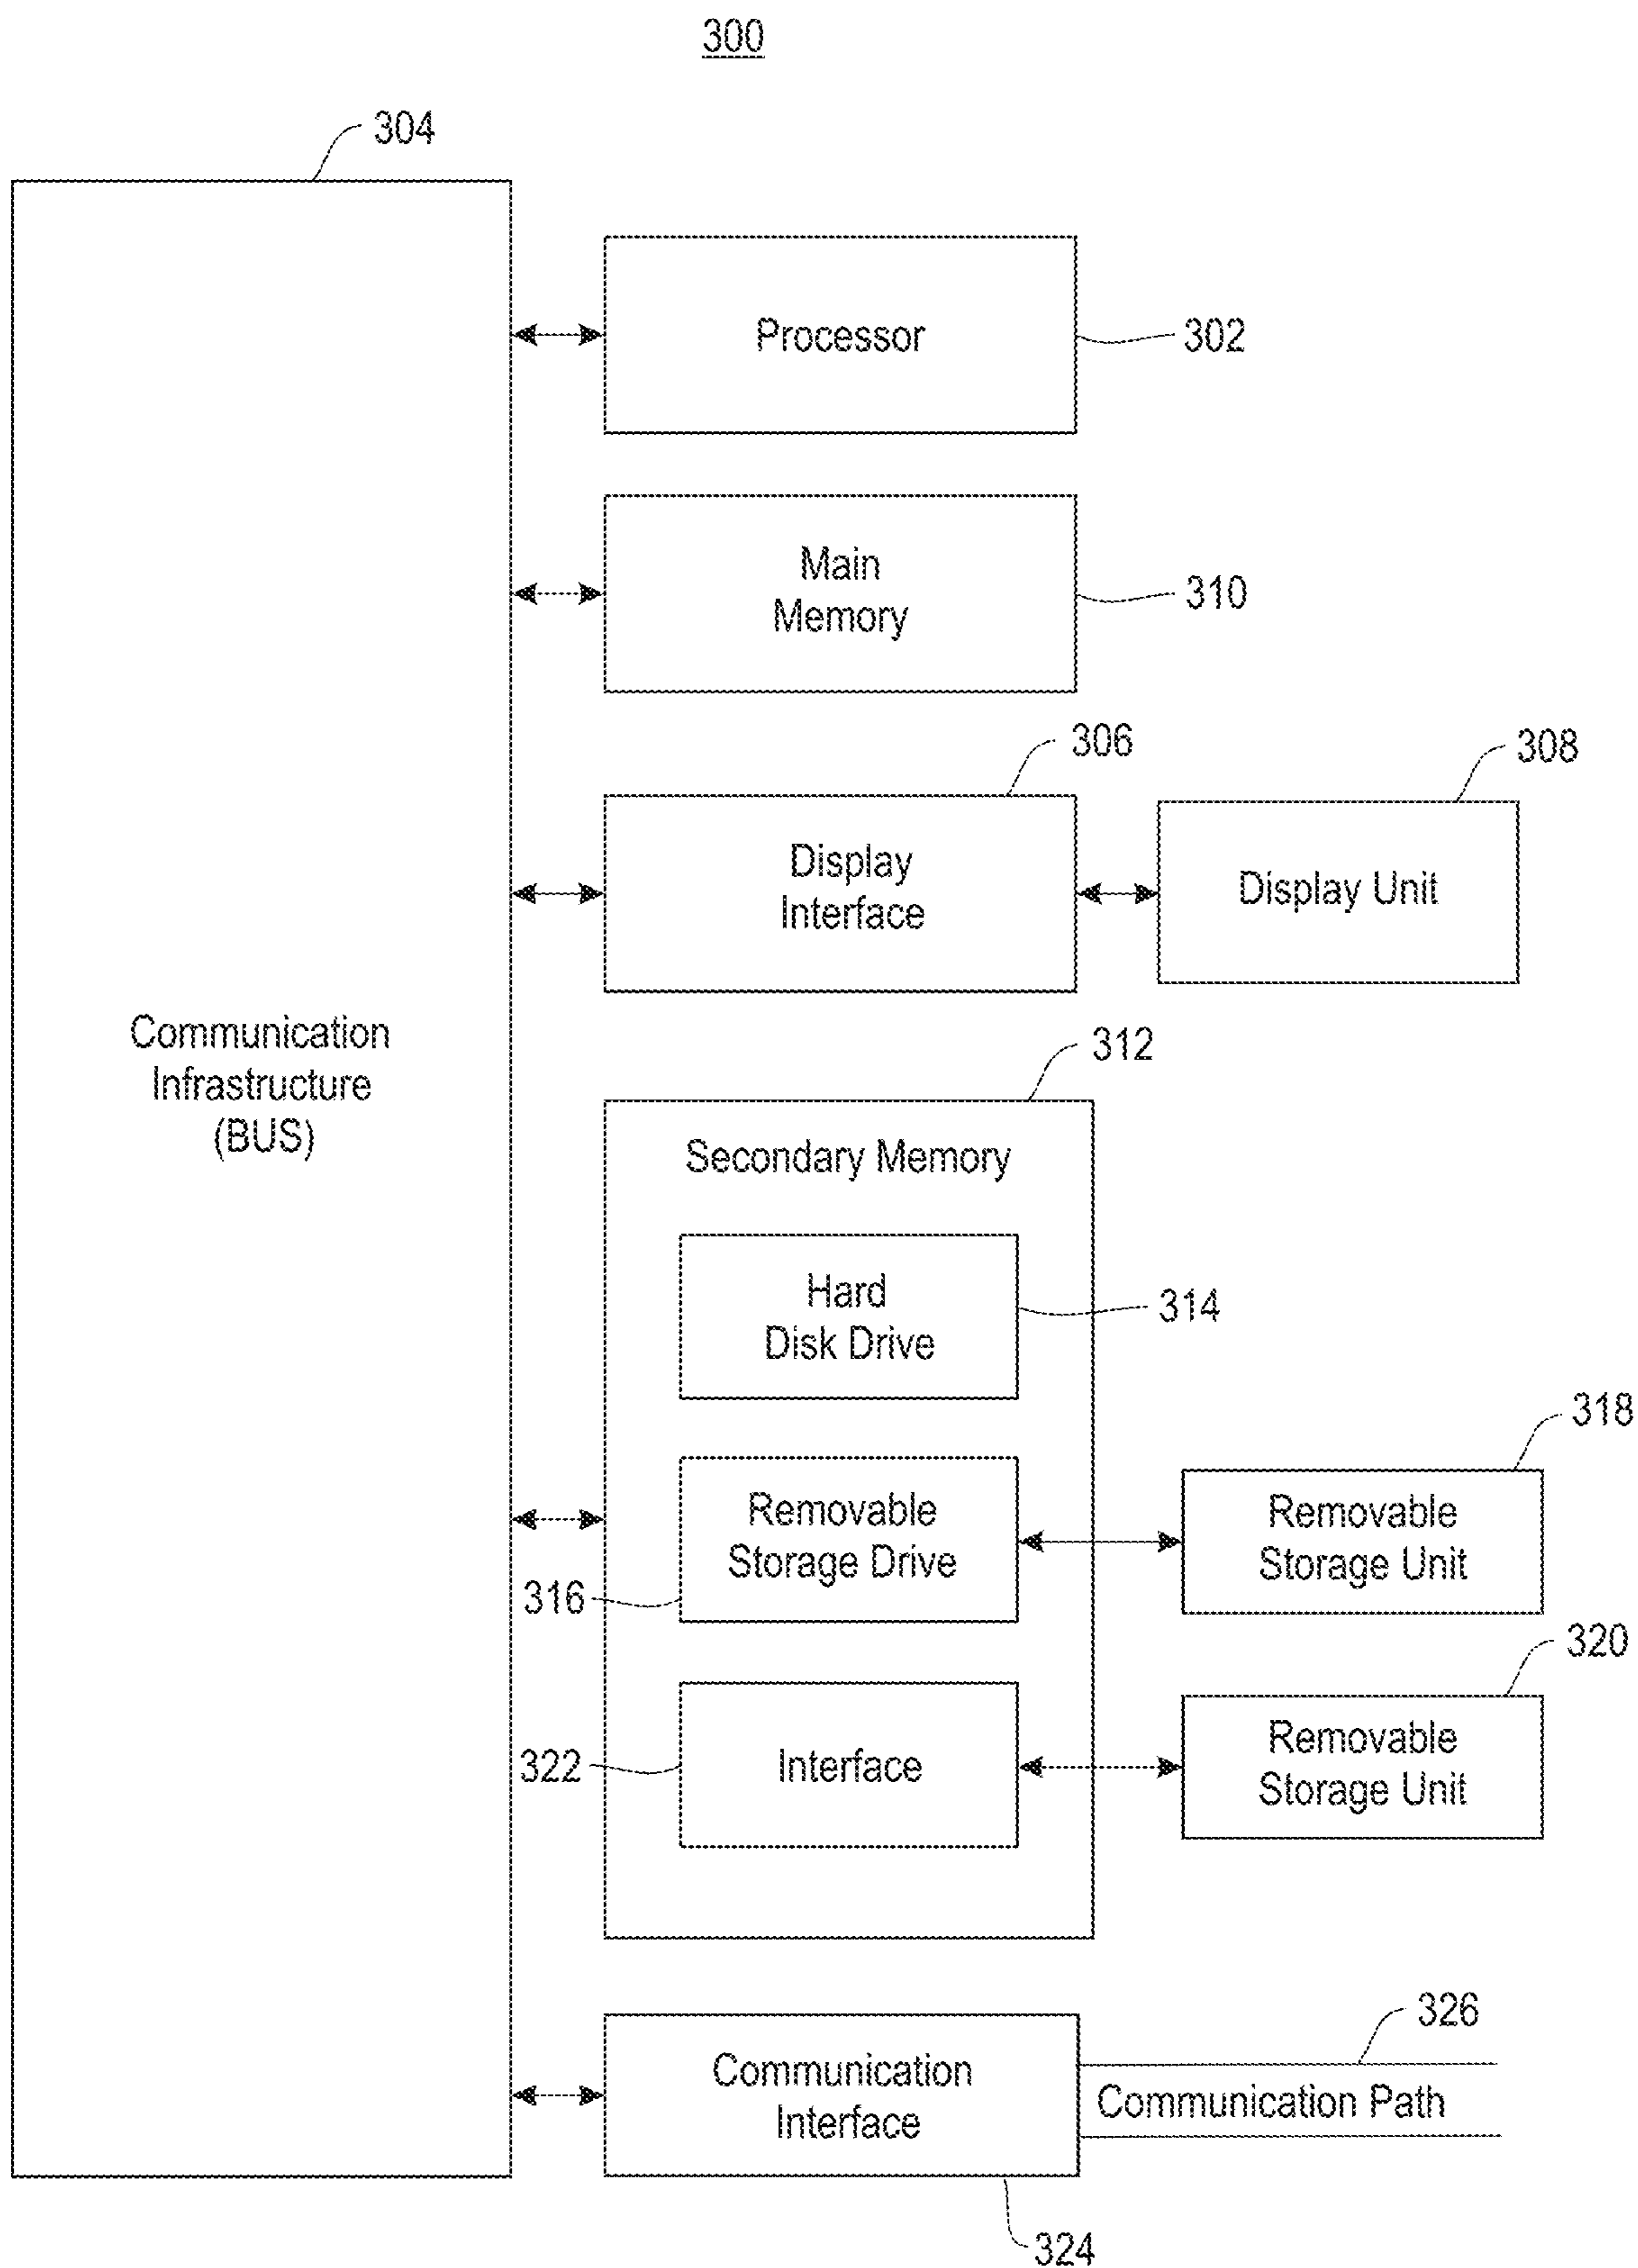 300
304
Processor
302
Main
Memory
310
306
308
Display
Interface
Display Unit
Communication
Infrastructure
(BUS)
312
Secondary Memory
Hard
Disk Drive
314
318
Removable
Storage Drive
316
Removable
Storage Unit
320
Interface
322
Removable
Storage Unit
326
Communication
Interface
Communication Path
324